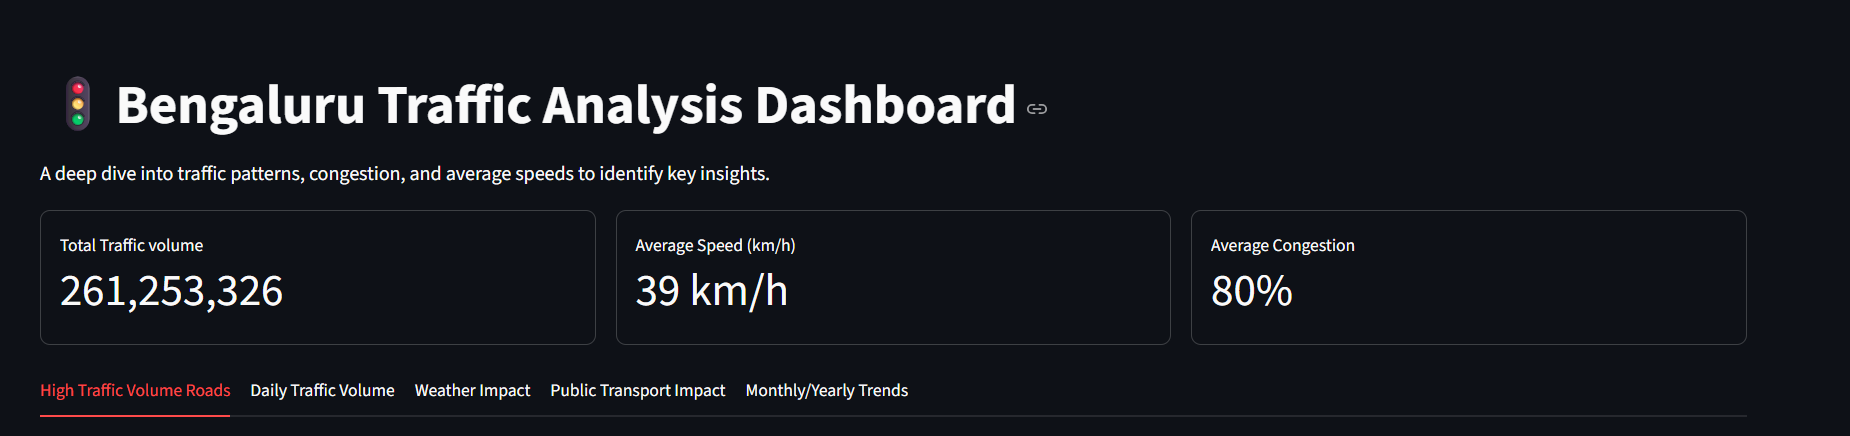 Bengaluru Traffic Analysis Dashboard
A deep dive into traffic patterns, congestion, and average speeds to identify key insights.
Total Traffic volume
261,253,326
Average Speed (km/h)
39 km/h
Average Congestion
80%
High Traffic Volume Roads Daily Traffic Volume Weather Impact Public Transport Impact Monthly/Yearly Trends